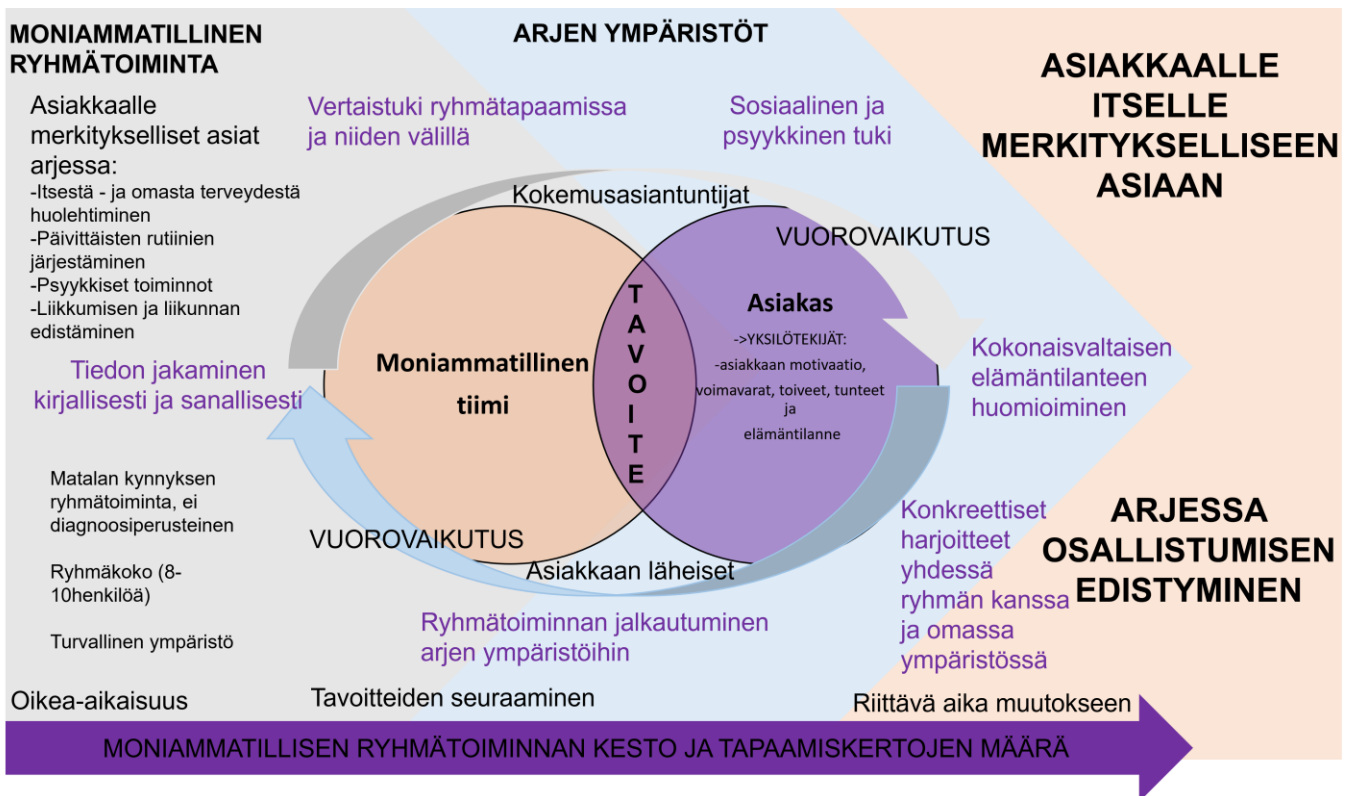 MONIAMMATILLINEN
RYHMÄTOIMINTA
Asiakkaalle
merkitykselliset asiat
arjessa:
-Itsestä - ja omasta terveydestä
huolehtiminen
-Päivittäisten rutiinien
järjestäminen
-Psyykkiset toiminnot
-Liikkumisen ja liikunnan
edistäminen
Tiedon jakaminen
kirjallisesti ja sanallisesti
Matalan kynnyksen
ryhmätoiminta, ei
diagnoosiperusteinen
Ryhmäkoko (8-
10henkilöä)
Turvallinen ympäristö
Oikea-aikaisuus
ARJEN YMPÄRISTÖT
Vertaistuki ryhmätapaamissa
ja niiden välillä
Sosiaalinen ja
psyykkinen tuki
Kokemusasiantuntijat
VUOROVAIKUTUS
Moniammatillinen
tiimi
T
A
V
O
I
T
E
Asiakas
->YKSILÖTEKIJÄT:
-asiakkaan motivaatio,
voimavarat, toiveet, tunteet
ja
elämäntilanne
Kokonaisvaltaisen
elämäntilanteen
huomioiminen
VUOROVAIKUTUS
Asiakkaan läheiset
Ryhmätoiminnan jalkautuminen
arjen ympäristöihin
Konkreettiset
harjoitteet
yhdessä
ryhmän kanssa
ja omassa
ympäristössä
Tavoitteiden seuraaminen
Riittävä aika muutokseen
ASIAKKAALLE
ITSELLE
MERKITYKSELLISEEN
ASIAAN
ARJESSA
OSALLISTUMISEN
EDISTYMINEN
MONIAMMATILLISEN RYHMÄTOIMINNAN KESTO JA TAPAAMISKERTOJEN MÄÄRÄ